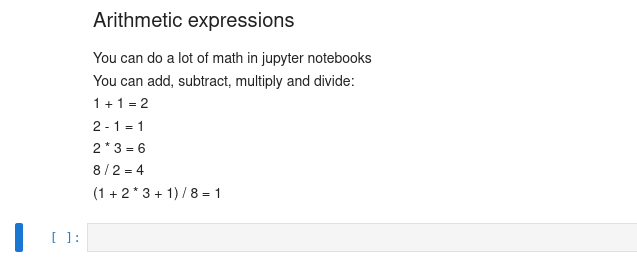 Arithmetic expressions
You can do a lot of math in jupyter notebooks
You can add, subtract, multiply and divide:
1 + 1 = 2
2 - 1 = 1
2 * 3 = 6
8 / 2 = 4
(1 + 2 * 3 + 1) / 8 = 1
[ ]: